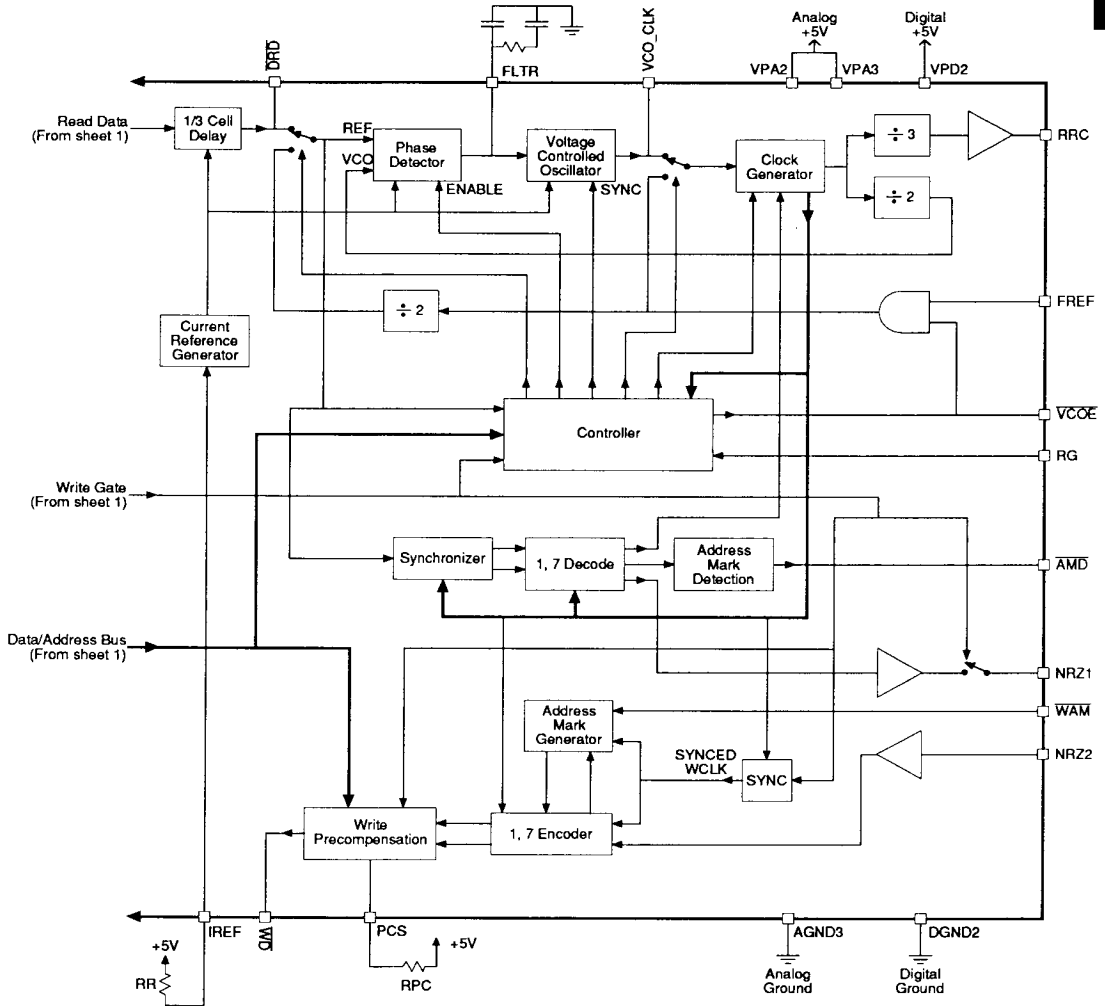 Analog
+5V
Digital
+5V
DRD
FLTR
VCO_CLK
VPA2
VPA3
VPD2
Read Data
(From sheet 1)
1/3 Cell
Delay
REF
VCO
Phase
Detector
ENABLE
Voltage
Controlled
Oscillator
SYNC
Clock
Generator
÷ 3
÷ 2
RRC
÷ 2
FREF
Current
Reference
Generator
Controller
VCOE
RG
Write Gate
(From sheet 1)
Synchronizer
1, 7 Decode
Address
Mark
Detection
AMD
Data/Address Bus
(From sheet 1)
NRZ1
Address
Mark
Generator
WAM
SYNCED
WCLK
SYNC
NRZ2
Write
Precompensation
1, 7 Encoder
IREF
WD
PCS
AGND3
DGND2
+5V
RR
+5V
RPC
Analog
Ground
Digital
Ground